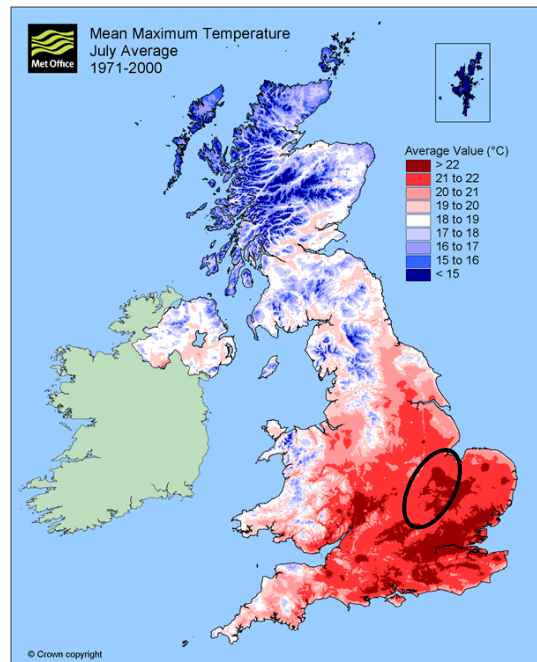 Met Office
Mean Maximum Temperature
July Average
1971-2000
Average Value (°C)
> 22
21 to 22
20 to 21
19 to 20
18 to 19
17 to 18
16 to 17
15 to 16
< 15
© Crown copyright